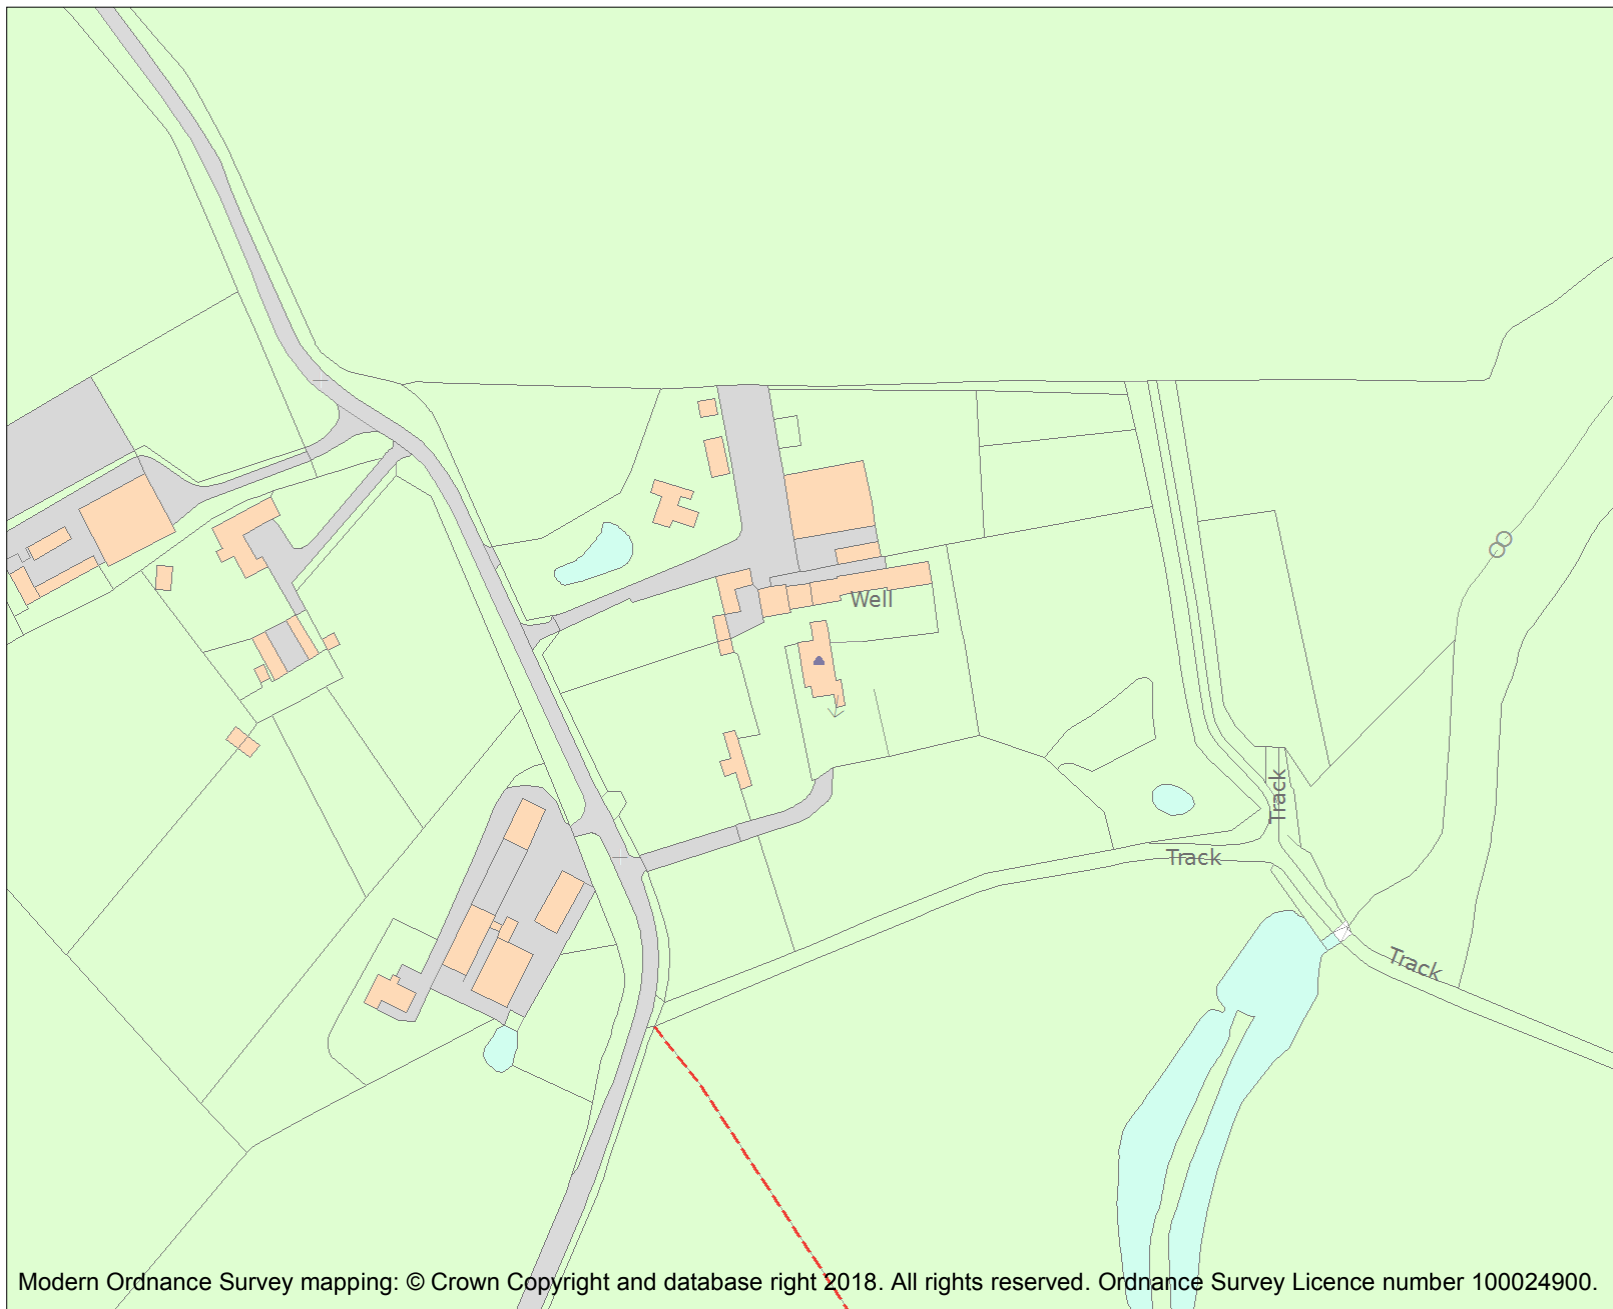 Well
Track
Track
Track
Modern Ordnance Survey mapping: © Crown Copyright and database right 2018. All rights reserved. Ordnance Survey Licence number 100024900.